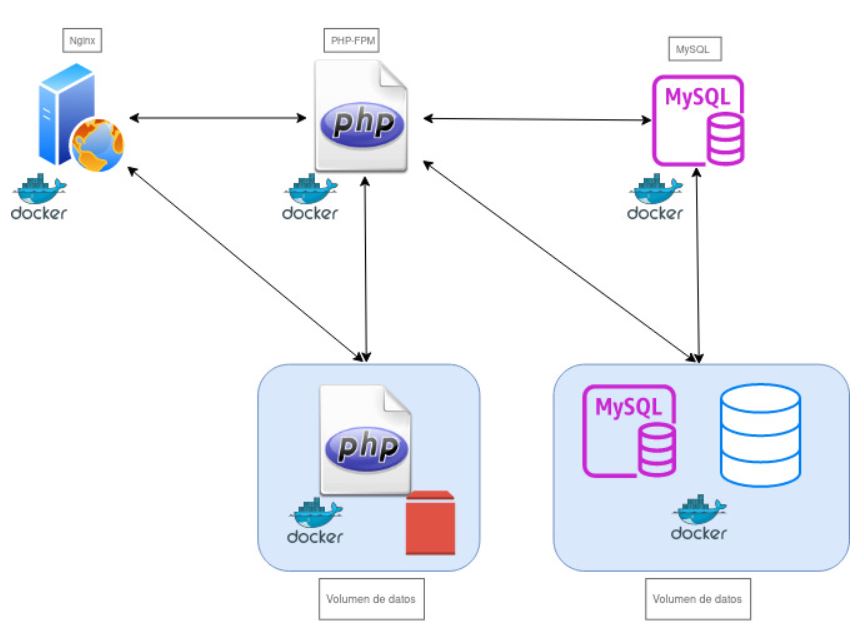 Nginx
PHP-FPM
MySQL
php
MySQL
docker
docker
docker
php
MySQL
docker
docker
Volumen de datos
Volumen de datos